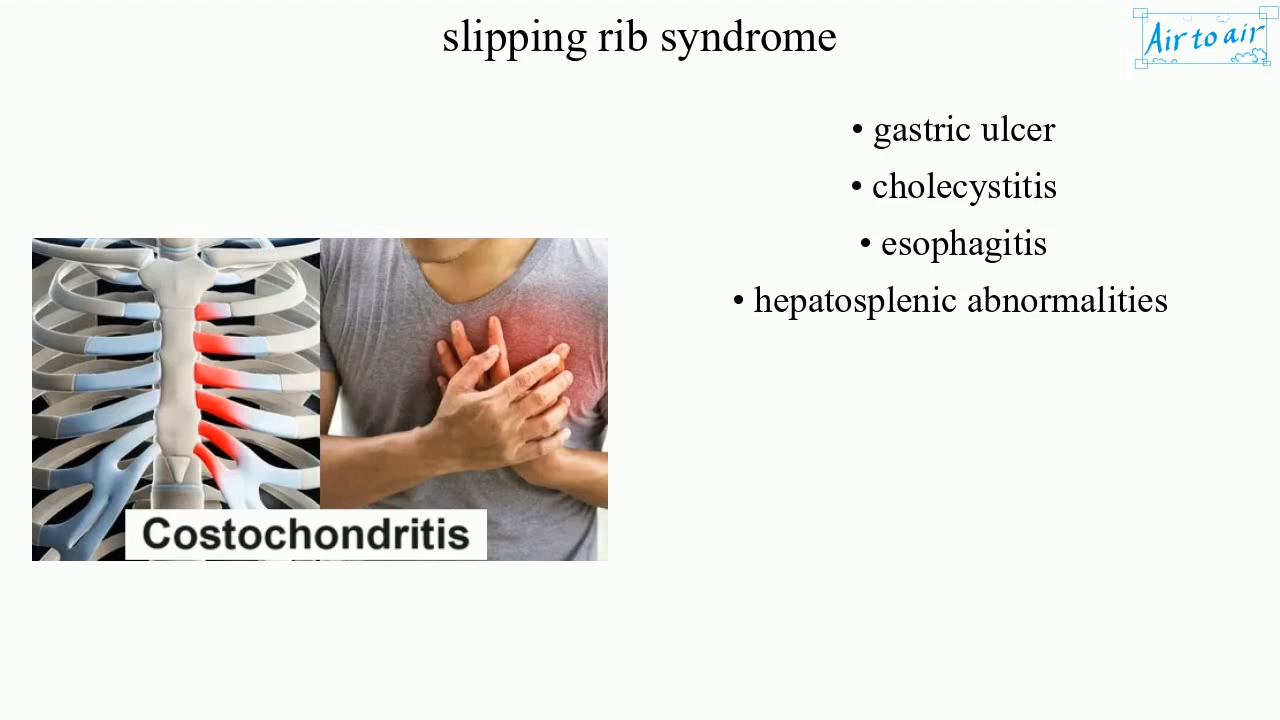 slipping rib syndrome
Air to air
• gastric ulcer
• cholecystitis
• esophagitis
• hepatosplenic abnormalities
Costochondritis